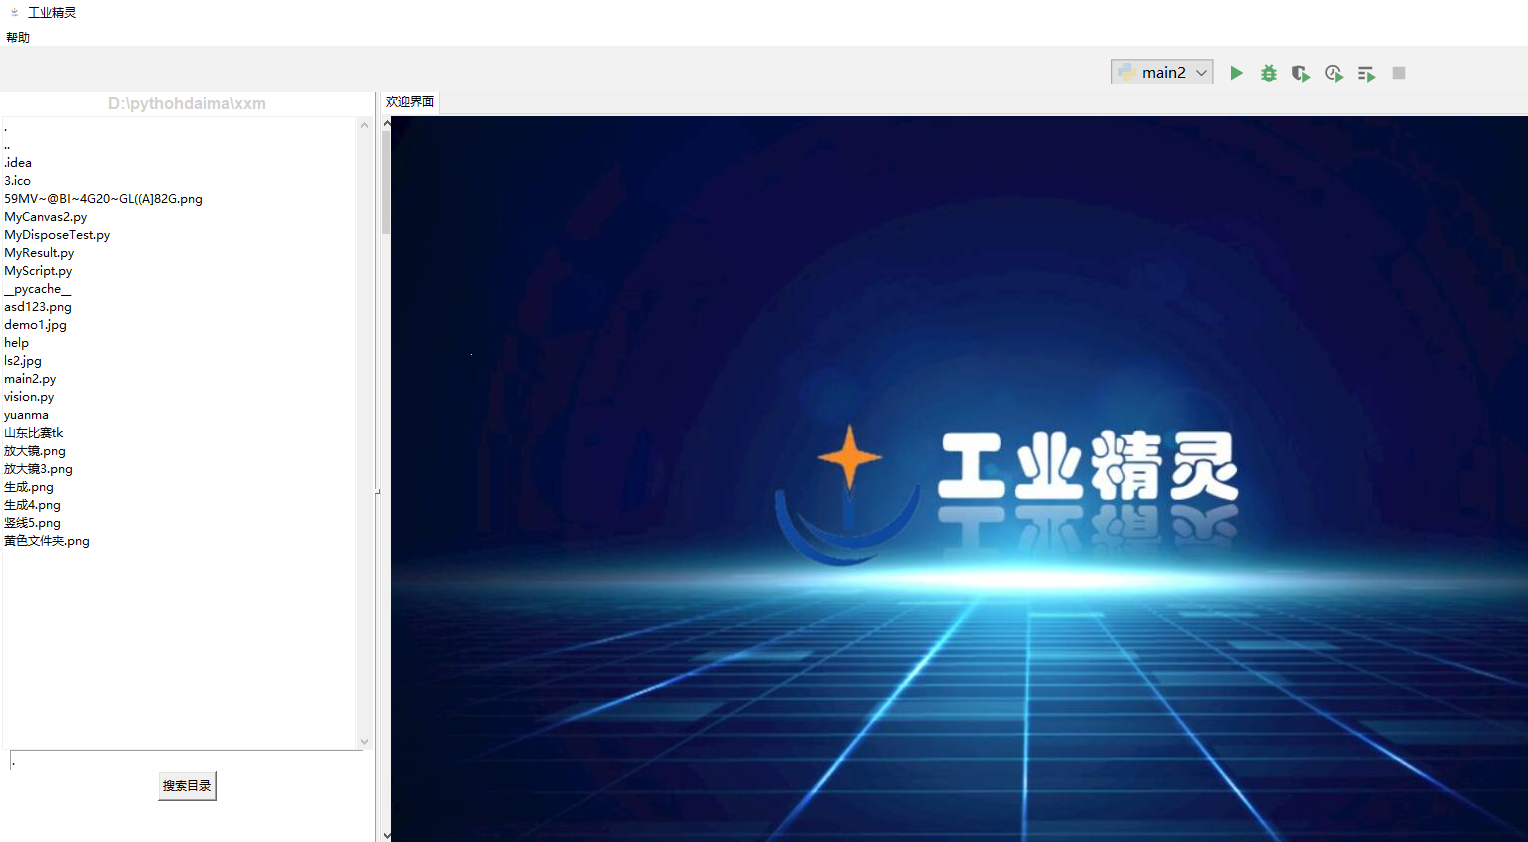 工业精灵
帮助
main2
D:\pythohdaima\xxm
欢迎界面
.
..
.idea
3.ico
59MV~@BI~4G20~GL((A]82G.png
MyCanvas2.py
MyDisposeTest.py
MyResult.py
MyScript.py
__pycache__
asd123.png
demo1.jpg
help
ls2.jpg
main2.py
vision.py
yuanma
山东比赛tk
放大镜.png
放大镜3.png
生成.png
生成4.png
竖线5.png
黄色文件夹.png
.
搜索目录
工业精灵